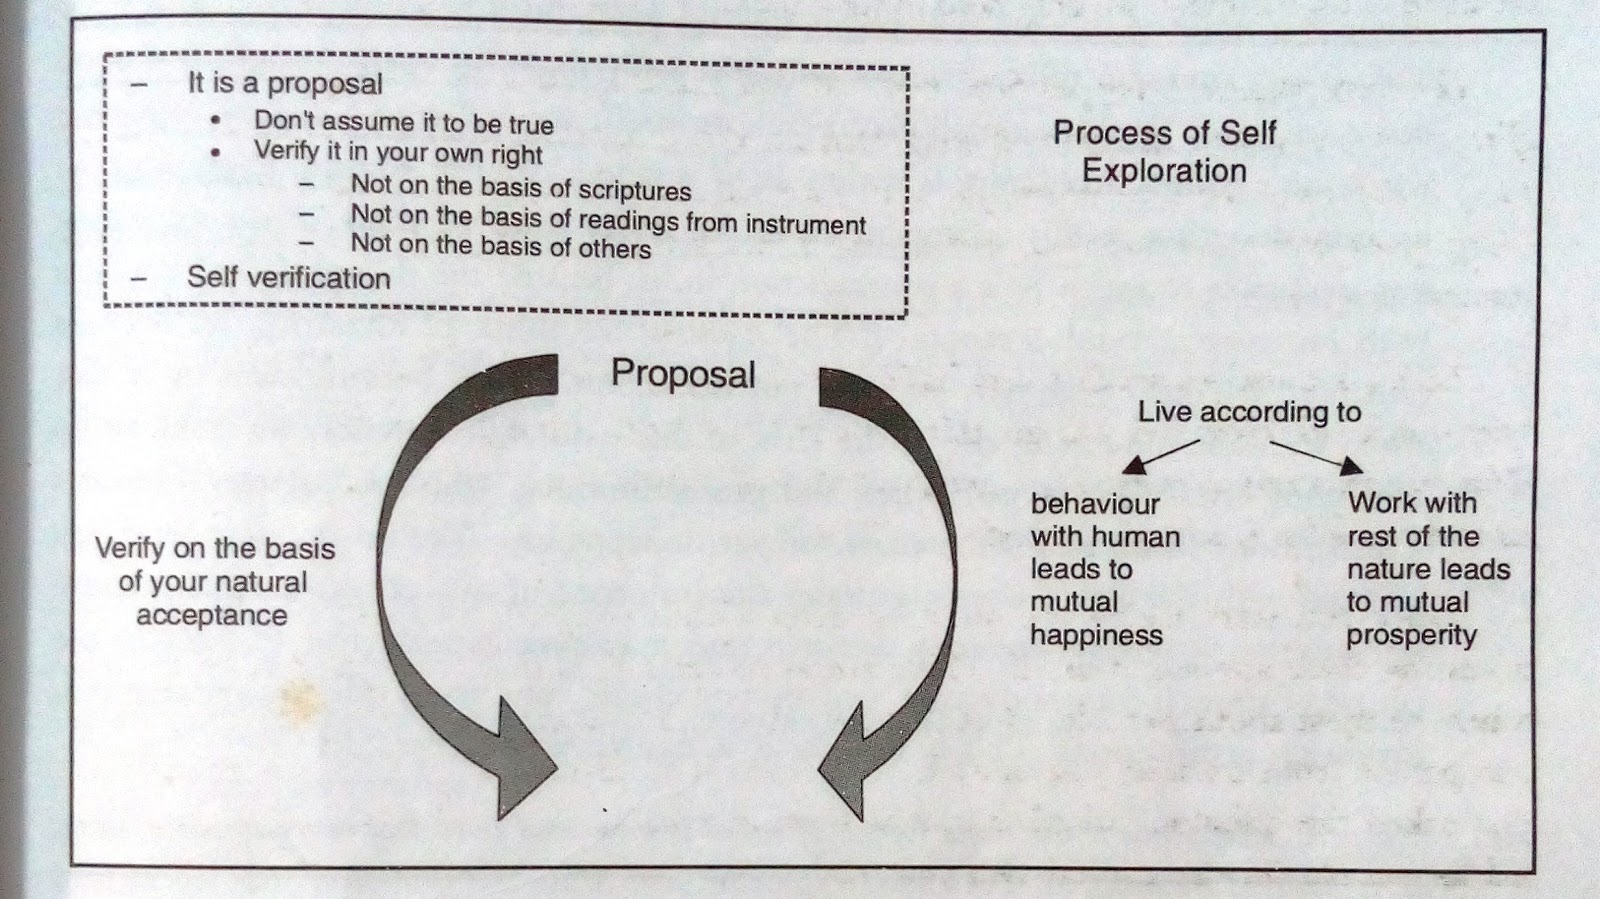 – It is a proposal
• Don't assume it to be true
• Verify it in your own right
– Not on the basis of scriptures
– Not on the basis of readings from instrument
– Not on the basis of others
– Self verification
Process of Self
Exploration
Proposal
Verify on the basis
of your natural
acceptance
Live according to
behaviour
with human
leads to
mutual
happiness
Work with
rest of the
nature leads
to mutual
prosperity